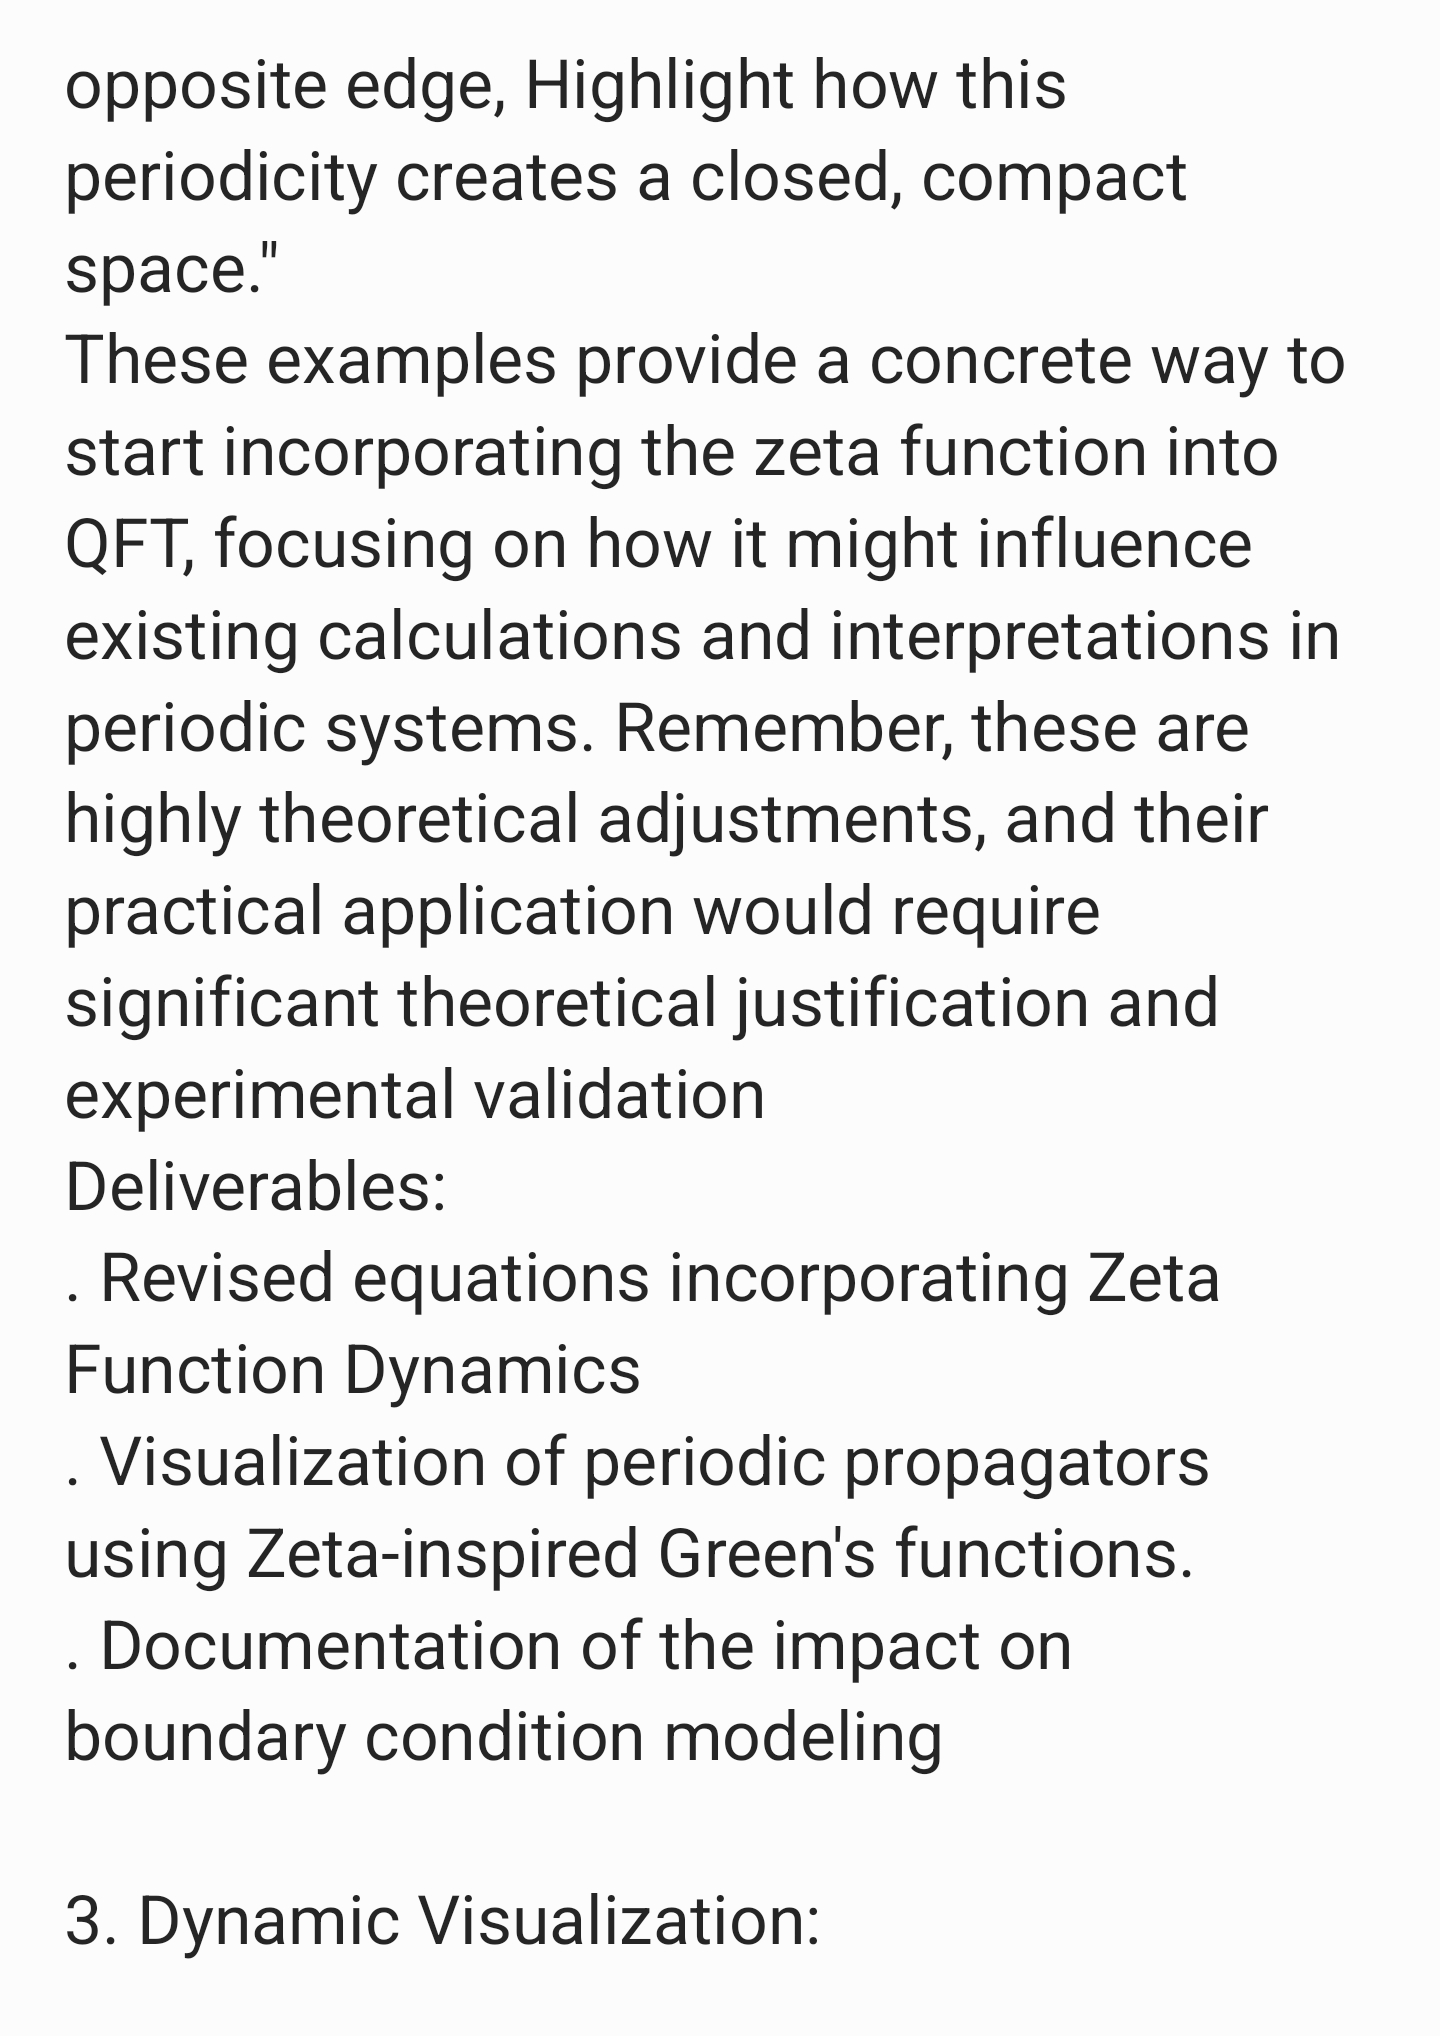 opposite edge, Highlight how this
periodicity creates a closed, compact
space."
These examples provide a concrete way to
start incorporating the zeta function into
QFT, focusing on how it might influence
existing calculations and interpretations in
periodic systems. Remember, these are
highly theoretical adjustments, and their
practical application would require
significant theoretical justification and
experimental validation
Deliverables:
. Revised equations incorporating Zeta
Function Dynamics
. Visualization of periodic propagators
using Zeta-inspired Green's functions.
. Documentation of the impact on
boundary condition modeling
3. Dynamic Visualization: